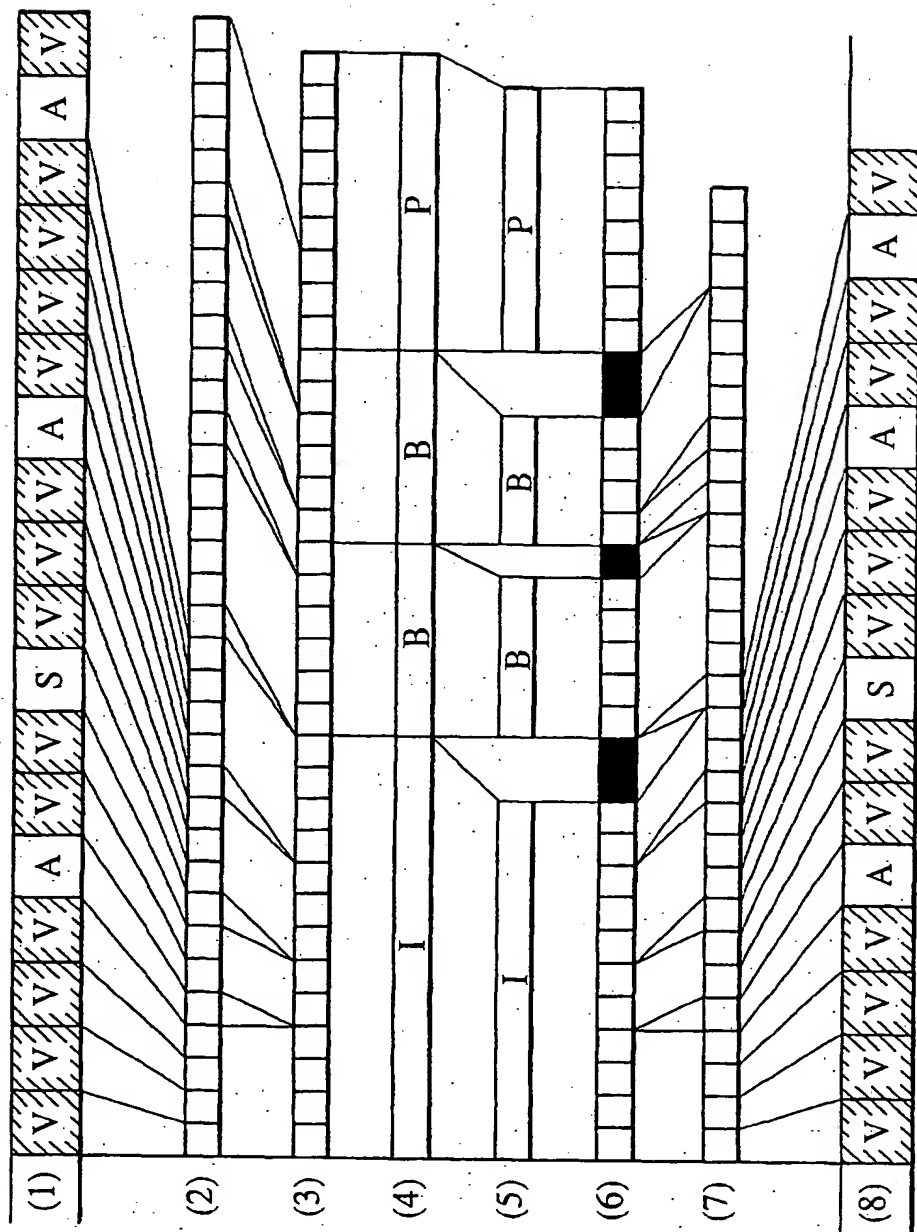 (1) V V V V A V V S V V V A V V V V A V
(2)
(3)
(4) I B B P
(5) I B B P
(6)
(7)
(8) V V V V A V V S V V V A V V A V